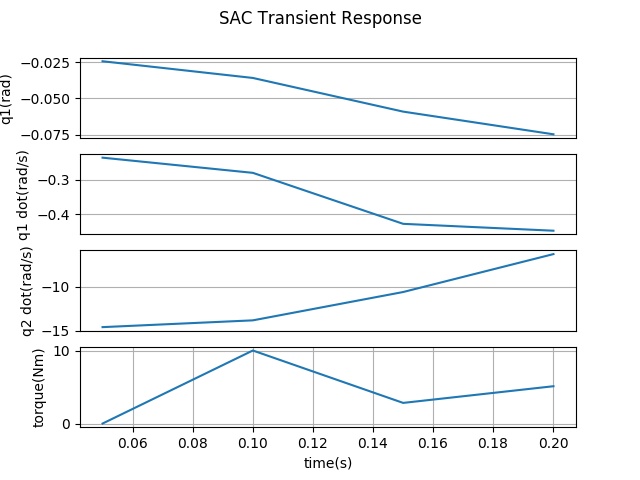 SAC Transient Response
q1(rad)
−0.025
−0.050
−0.075
q1 dot(rad/s)
−0.3
−0.4
q2 dot(rad/s)
−10
−15
torque(Nm)
10
0
0.06 0.08 0.10 0.12 0.14 0.16 0.18 0.20
time(s)